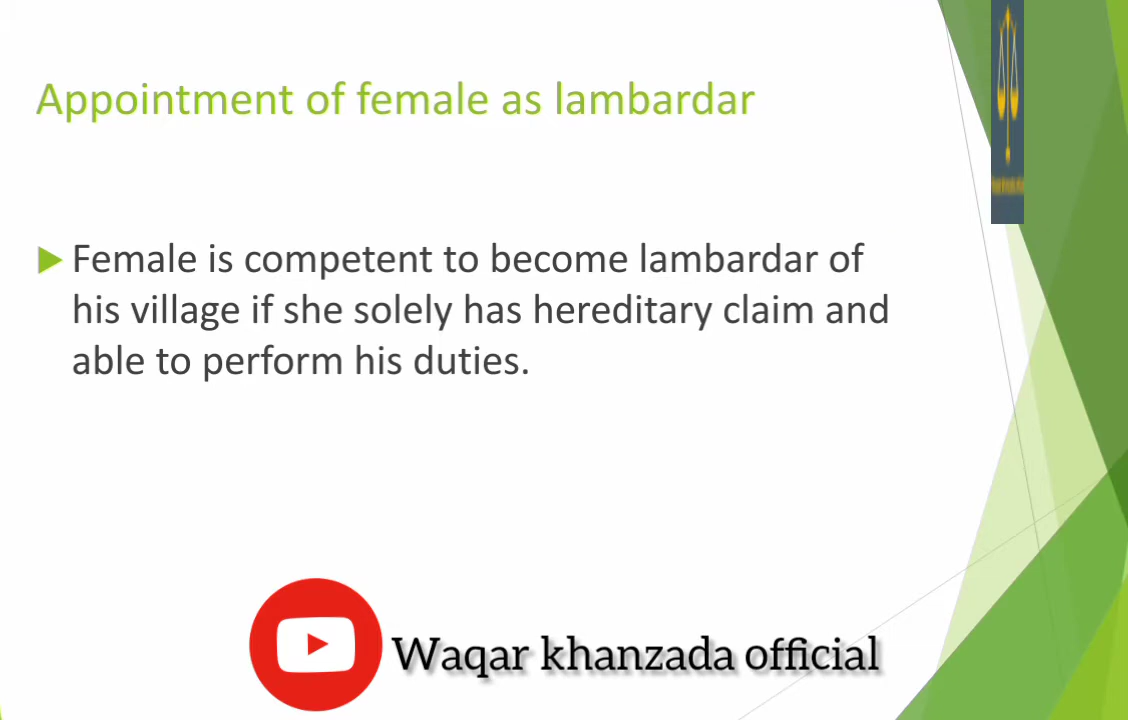 Appointment of female as lambardar
Female is competent to become lambardar of
his village if she solely has hereditary claim and
able to perform his duties.
Waqar khanzada official